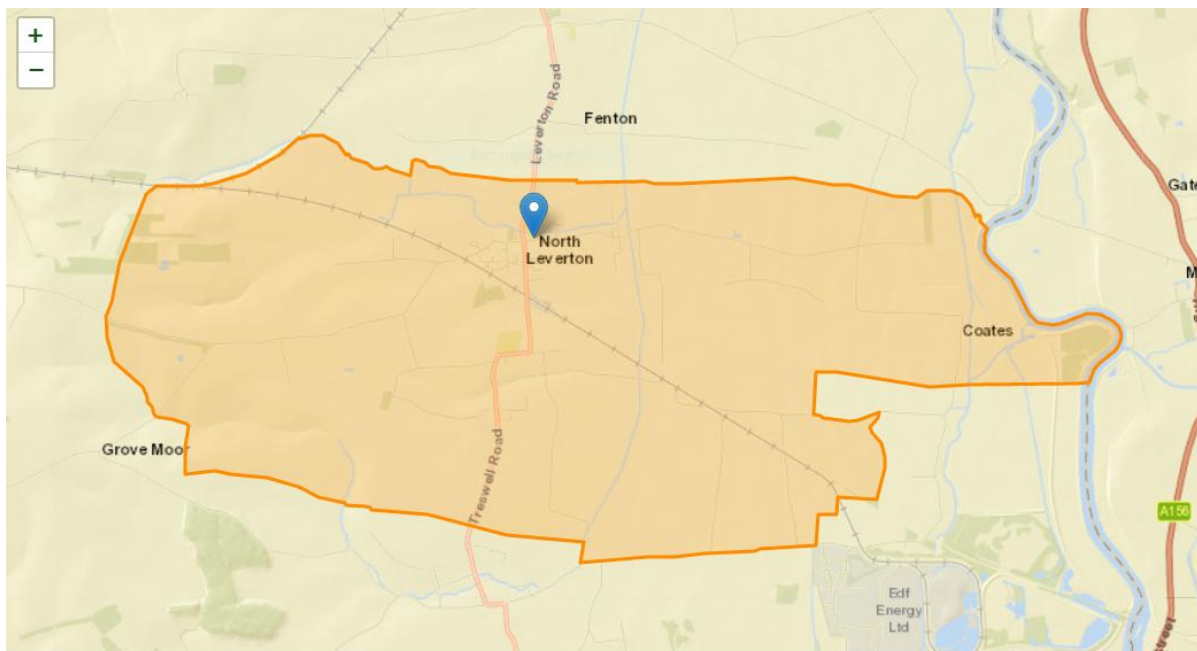 +
−
Leverton Road
Fenton
North
Leverton
Coates
Grove Moor
Treswell Road
A156
Edf
Energy
Ltd
Gate
M